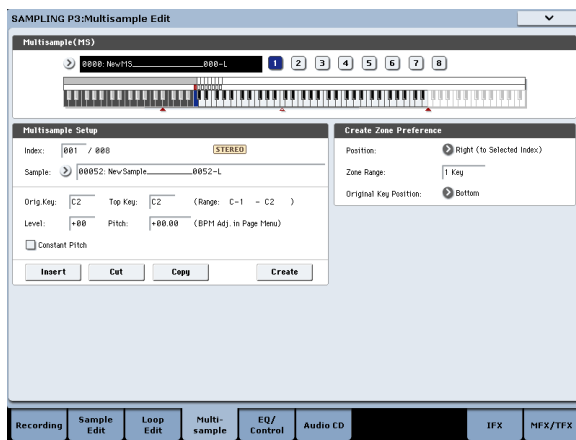 SAMPLING P3:Multisample Edit
Multisample(MS)
0000: NewMS_______________000-L
1 2 3 4 5 6 7 8
Multisample Setup
Index: 001 / 008 STEREO
Sample: 00052: NewSample_______________0052-L
Orig.Key: C2 Top Key: C2 (Range: C-1 - C2 )
Level: +00 Pitch: +00.00 (BPM Adj. in Page Menu)
Constant Pitch
Insert Cut Copy Create
Create Zone Preference
Position: Right (to Selected Index)
Zone Range: 1 Key
Original Key Position: Bottom
Recording Sample Edit Loop Edit Multi-sample EQ/Control Audio CD IFX MFX/TFX